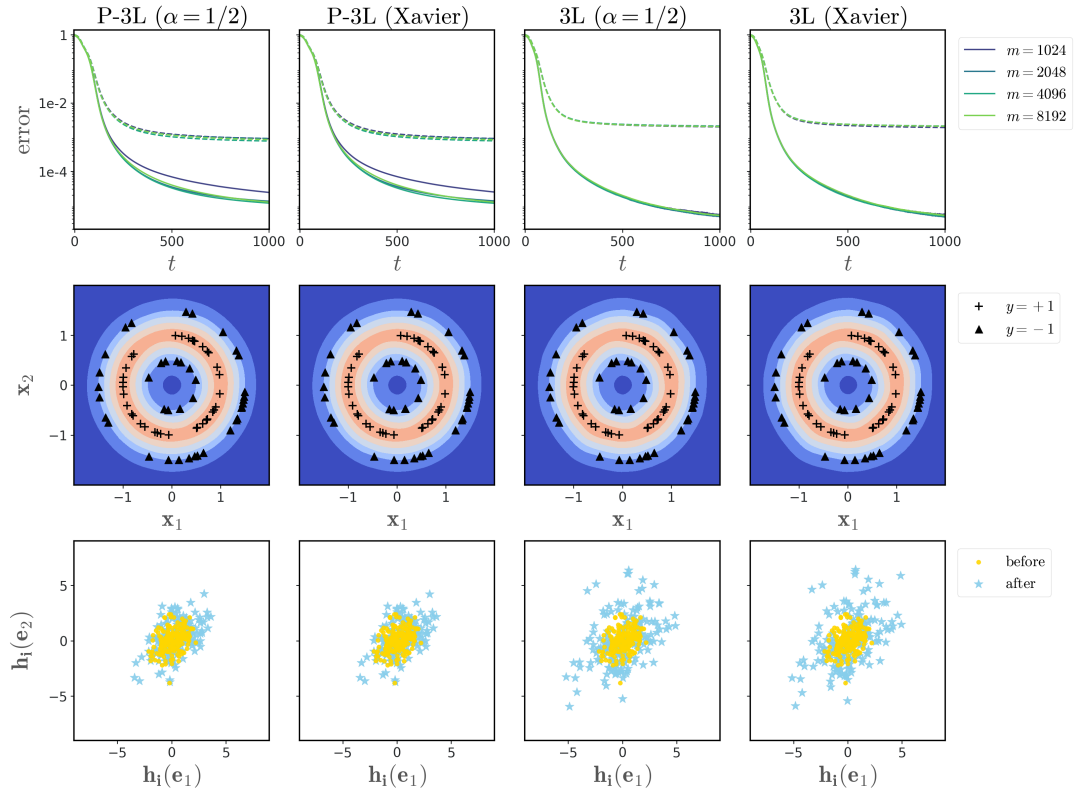 P-3L (α = 1/2) P-3L (Xavier) 3L (α = 1/2) 3L (Xavier)
1
1e-2
1e-4
error
0 500 1000 0 500 1000 0 500 1000 0 500 1000
t t t t
m = 1024
m = 2048
m = 4096
m = 8192
1
0
−1
x₂
−1 0 1 −1 0 1 −1 0 1 −1 0 1
x₁ x₁ x₁ x₁
y = +1
y = −1
5
0
−5
hᵢ(e₂)
−5 0 5 −5 0 5 −5 0 5 −5 0 5
hᵢ(e₁) hᵢ(e₁) hᵢ(e₁) hᵢ(e₁)
before
after